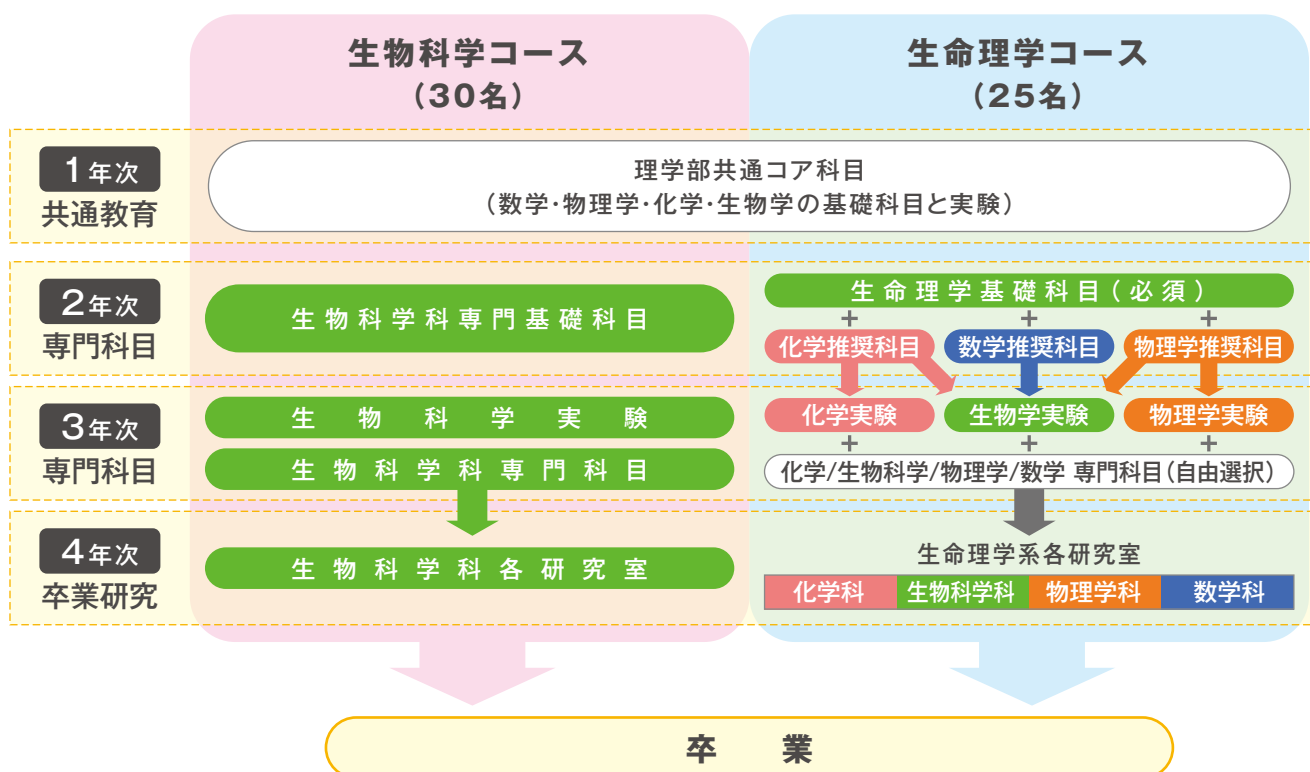 生物科学コース
(30名)
生命理学コース
(25名)
1年次
共通教育
理学部共通コア科目
(数学・物理学・化学・生物学の基礎科目と実験)
2年次
専門科目
生物科学科専門基礎科目
生命理学基礎科目(必須)
+ + +
化学推奨科目 数学推奨科目 物理学推奨科目
3年次
専門科目
生物科学実験
生物科学科専門科目
化学実験 生物学実験 物理学実験
+ + +
化学/生物科学/物理学/数学 専門科目(自由選択)
4年次
卒業研究
生物科学科各研究室
生命理学系各研究室
化学科 生物科学科 物理学科 数学科
卒業